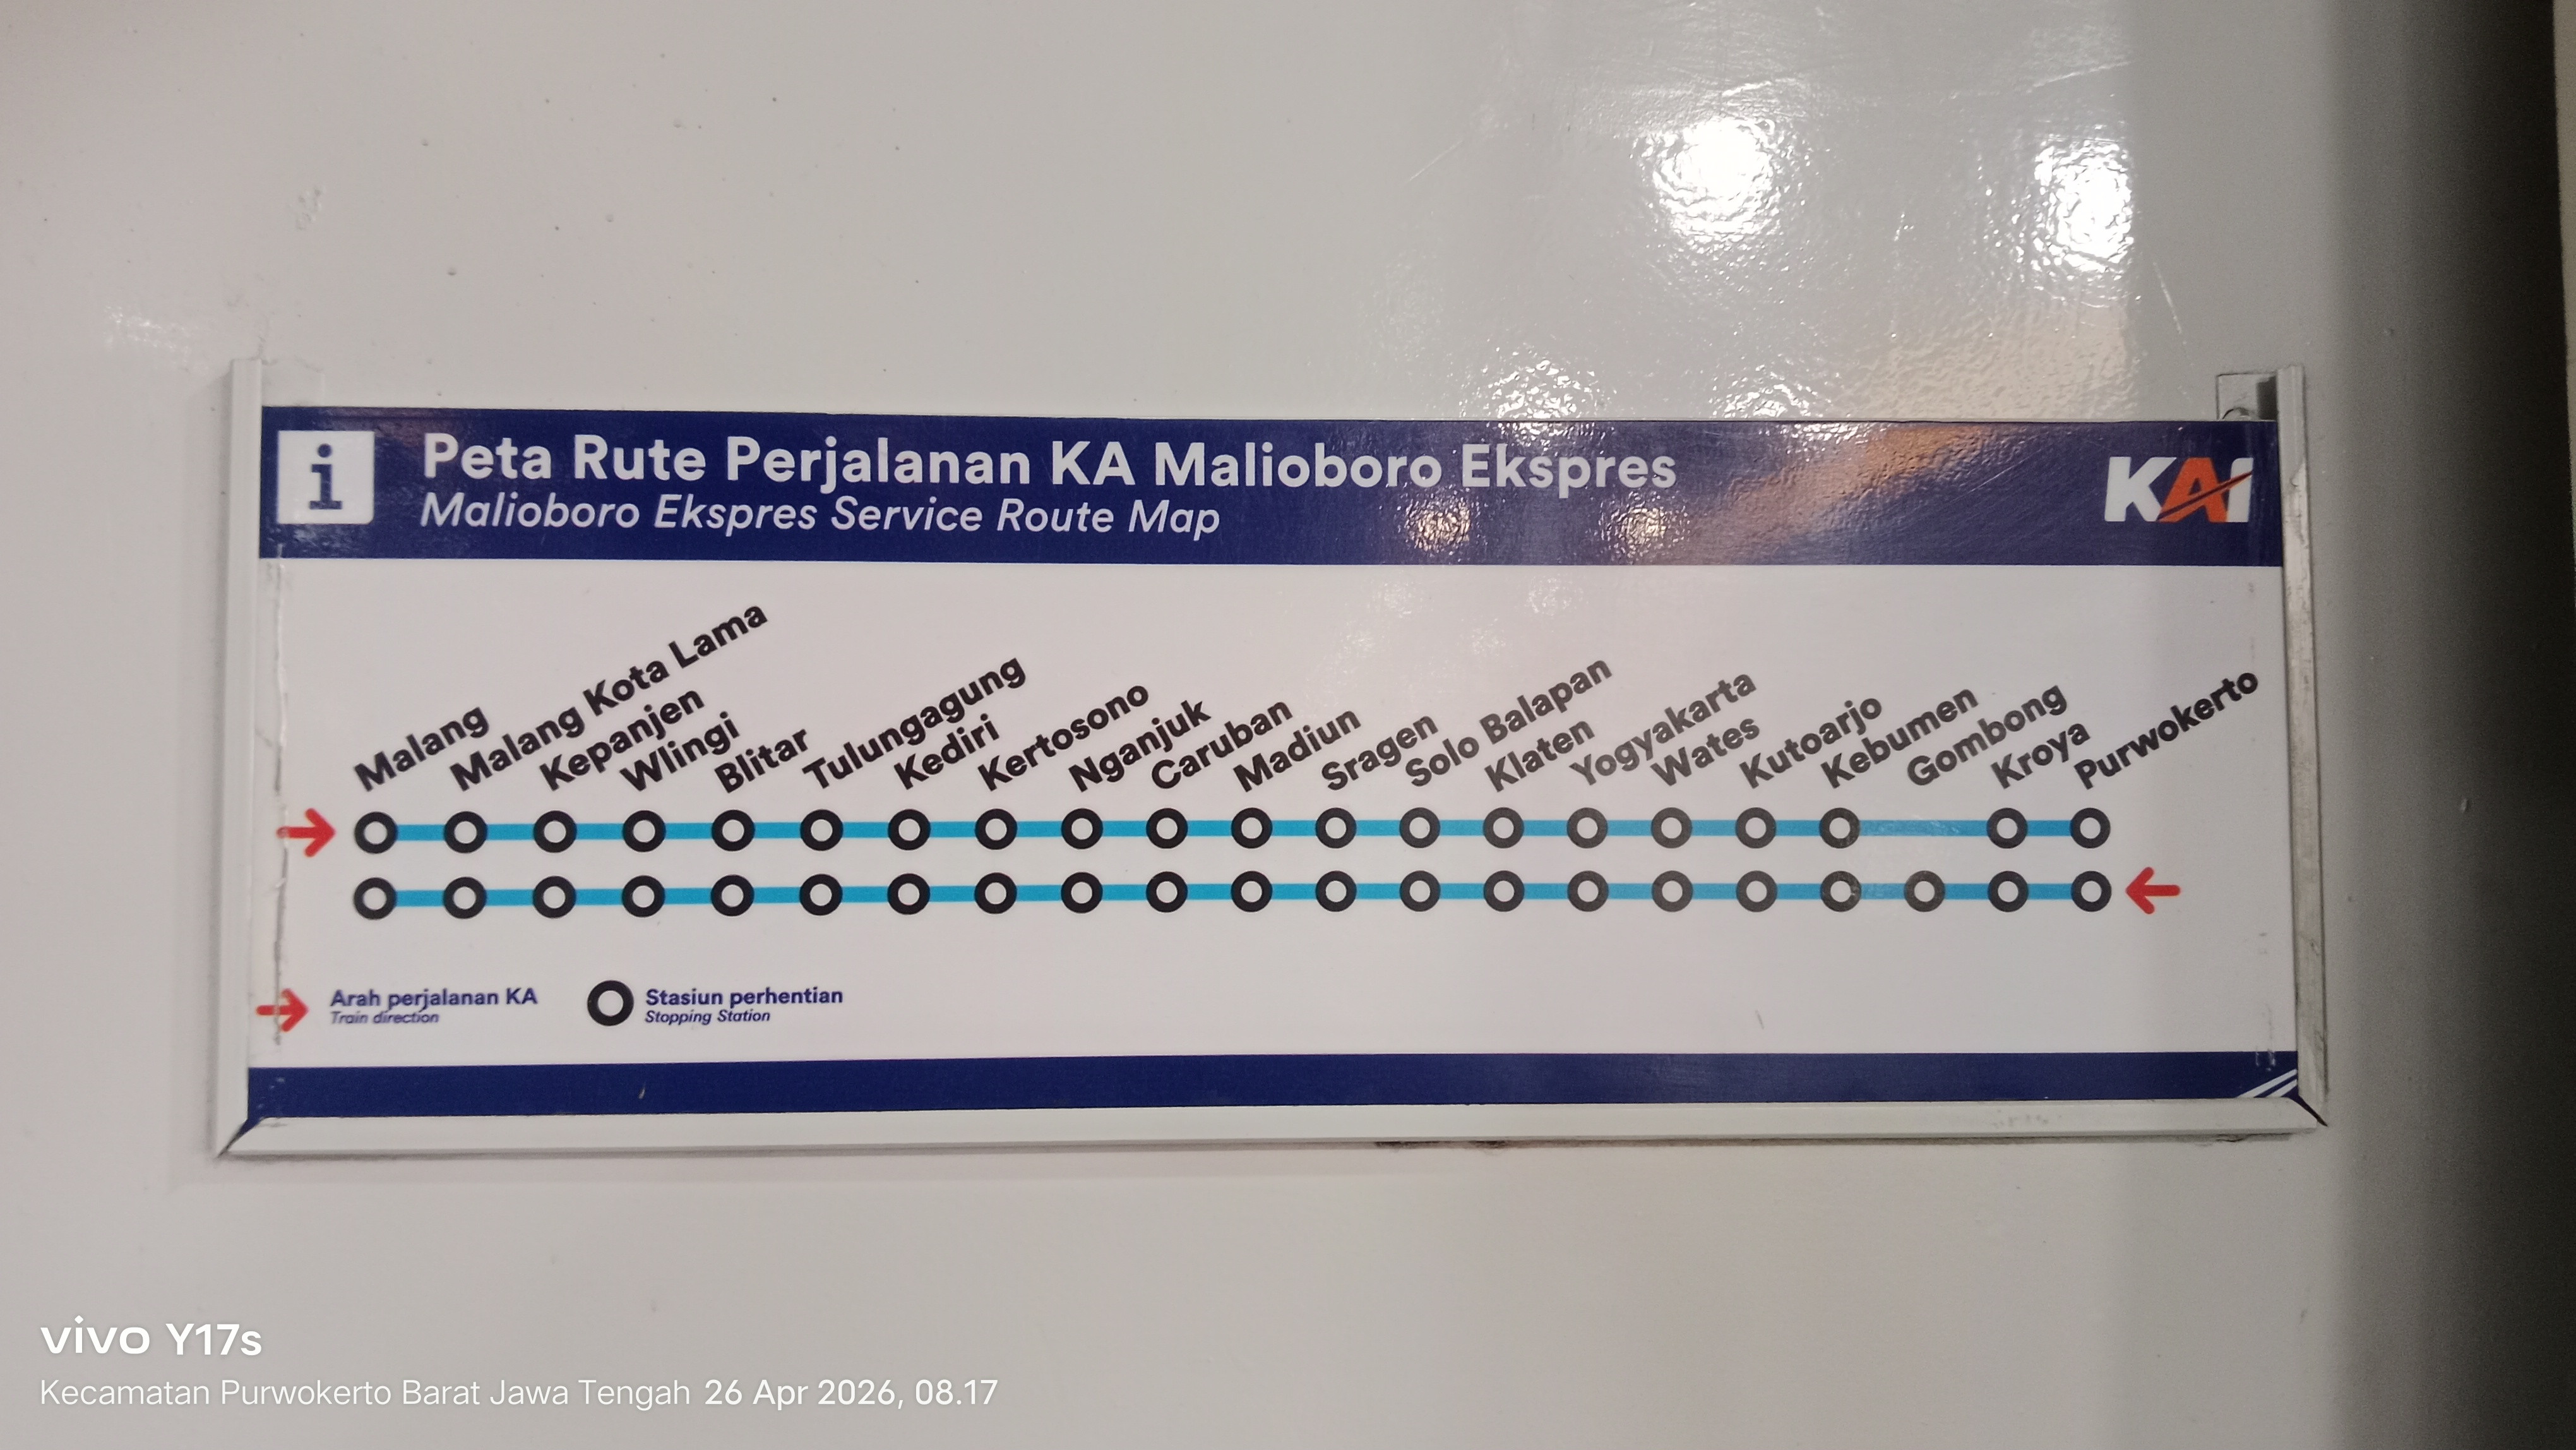 i
Peta Rute Perjalanan KA Malioboro Ekspres
Malioboro Ekspres Service Route Map
KAI
Malang
Malang Kota Lama
Kepanjen
Wlingi
Blitar
Tulungagung
Kediri
Kertosono
Nganjuk
Caruban
Madiun
Sragen
Solo Balapan
Klaten
Yogyakarta
Wates
Kutoarjo
Kebumen
Gombong
Kroya
Purwokerto
Arah perjalanan KA
Train direction
Stasiun perhentian
Stopping Station
vivo Y17s
Kecamatan Purwokerto Barat Jawa Tengah 26 Apr 2026, 08.17